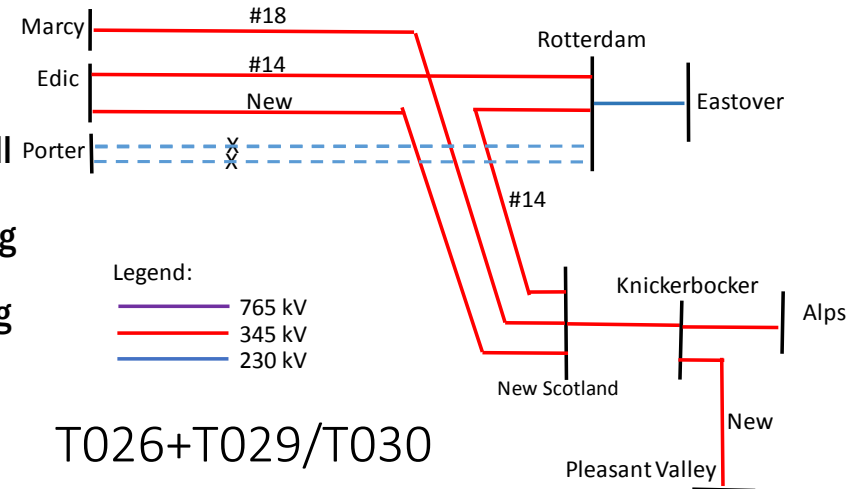 #18
Marcy
Rotterdam
#14
Edic
New
Eastover
ll
Porter
X
X
#14
g
Legend:
Knickerbocker
765 kV
g
345 kV
Alps
230 kV
New Scotland
New
T026+T029/T030
Pleasant Valley